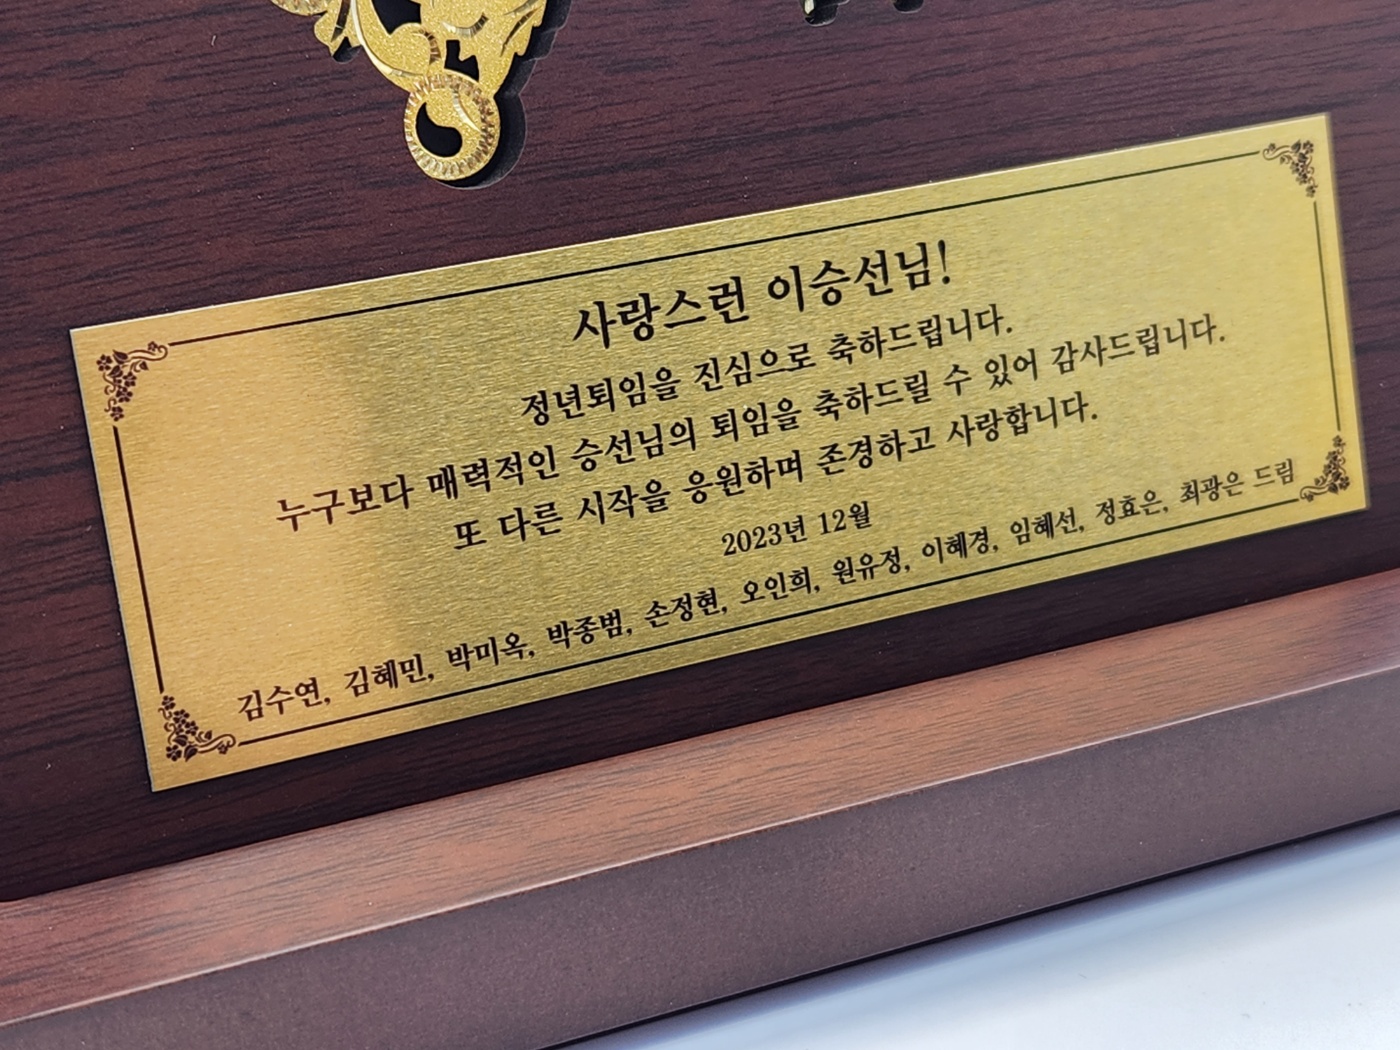 사랑스런 이승선님!
정년퇴임을 진심으로 축하드립니다.
누구보다 매력적인 승선님의 퇴임을 축하드릴 수 있어 감사드립니다.
또 다른 시작을 응원하며 존경하고 사랑합니다.
2023년 12월
김수연, 김혜민, 박미옥, 박종범, 손정현, 오인희, 원유정, 이혜경, 임혜선, 정효은, 최광은 드림